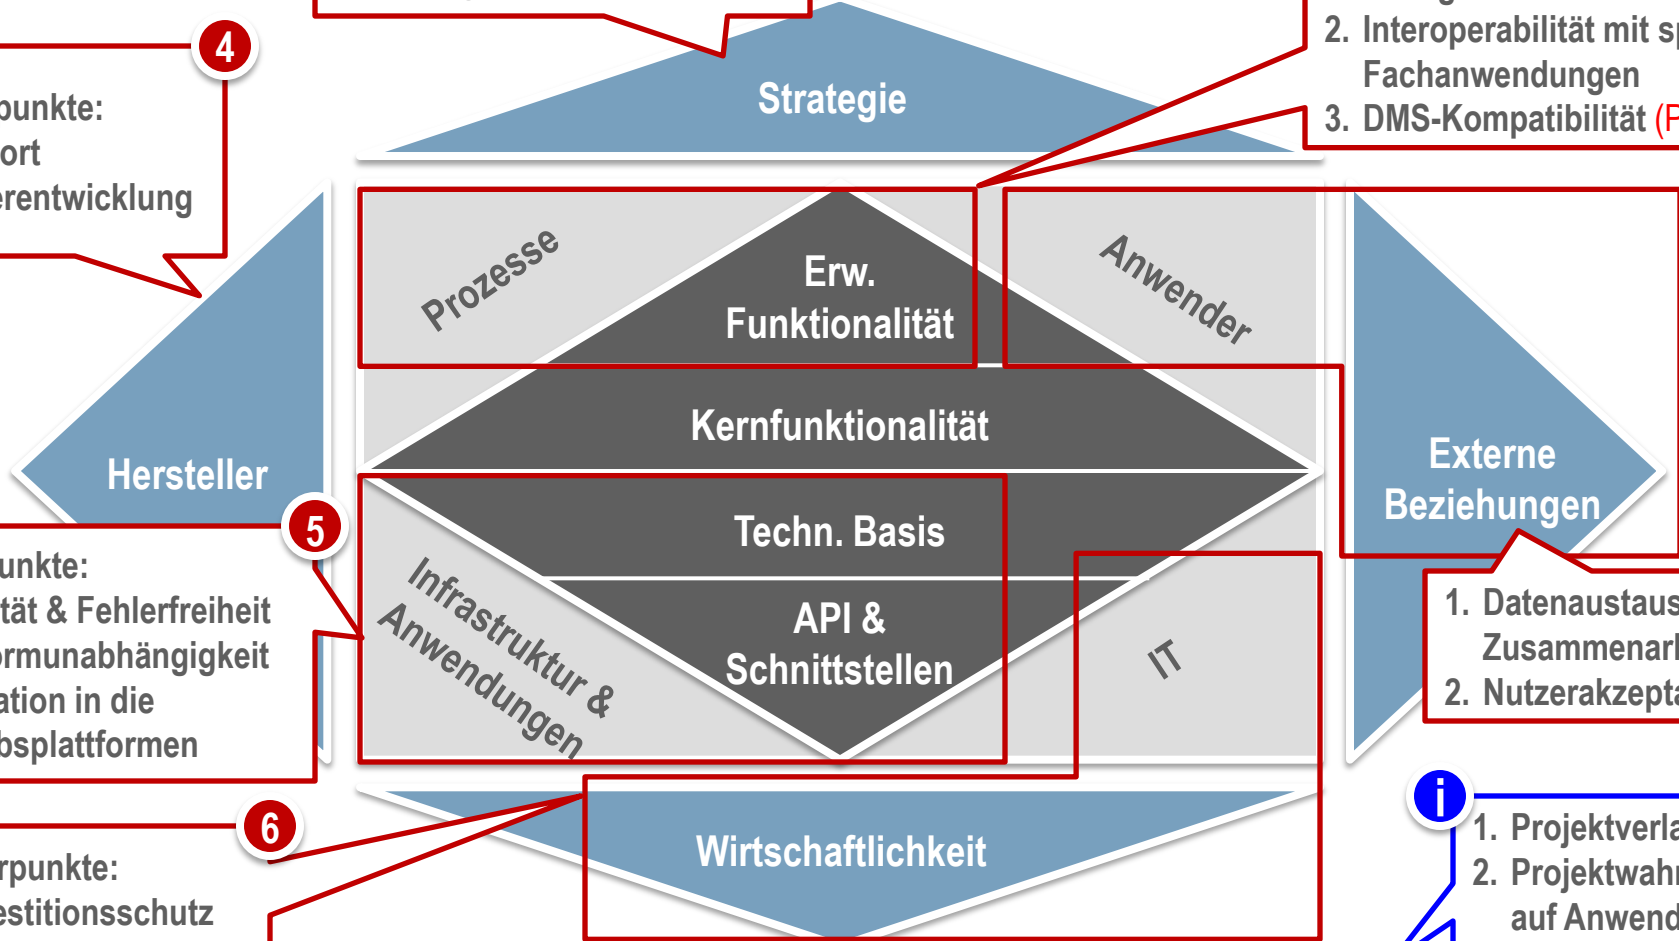 4
punkte:
ort
erentwicklung
Strategie
2. Interoperabilität mit sp
Fachanwendungen
3. DMS-Kompatibilität (P
Prozesse
Erw.
Funktionalität
Anwender
Kernfunktionalität
Hersteller
Externe
Beziehungen
5
unkte:
tät & Fehlerfreiheit
ormunabhängigkeit
ation in die
bsplattformen
Techn. Basis
API &
Schnittstellen
Infrastruktur &
Anwendungen
IT
1. Datenaustaus
Zusammenarl
2. Nutzerakzepta
6
rpunkte:
estitionsschutz
Wirtschaftlichkeit
i
1. Projektverla
2. Projektwahr
auf Anwend